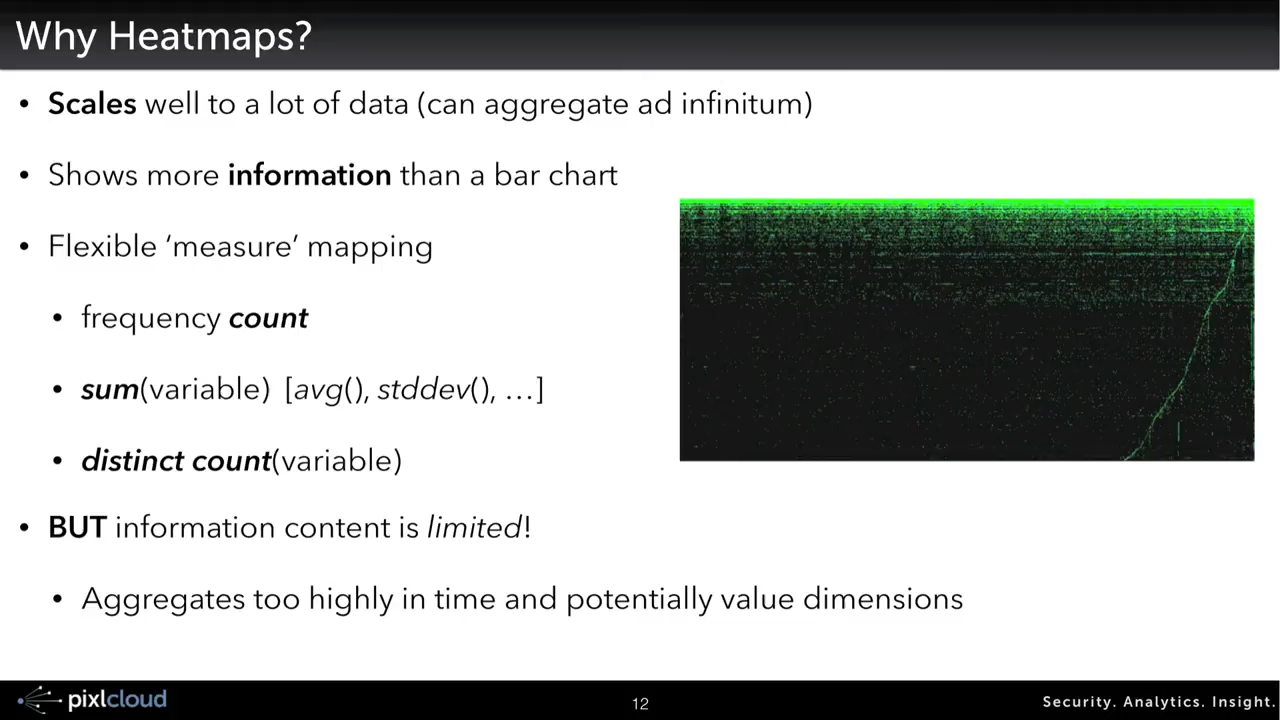 Why Heatmaps?
• Scales well to a lot of data (can aggregate ad infinitum)
• Shows more information than a bar chart
• Flexible ‘measure’ mapping
• frequency count
• sum(variable) [avg(), stddev(), …]
• distinct count(variable)
• BUT information content is limited!
• Aggregates too highly in time and potentially value dimensions
pixlcloud
12
Security. Analytics. Insight.